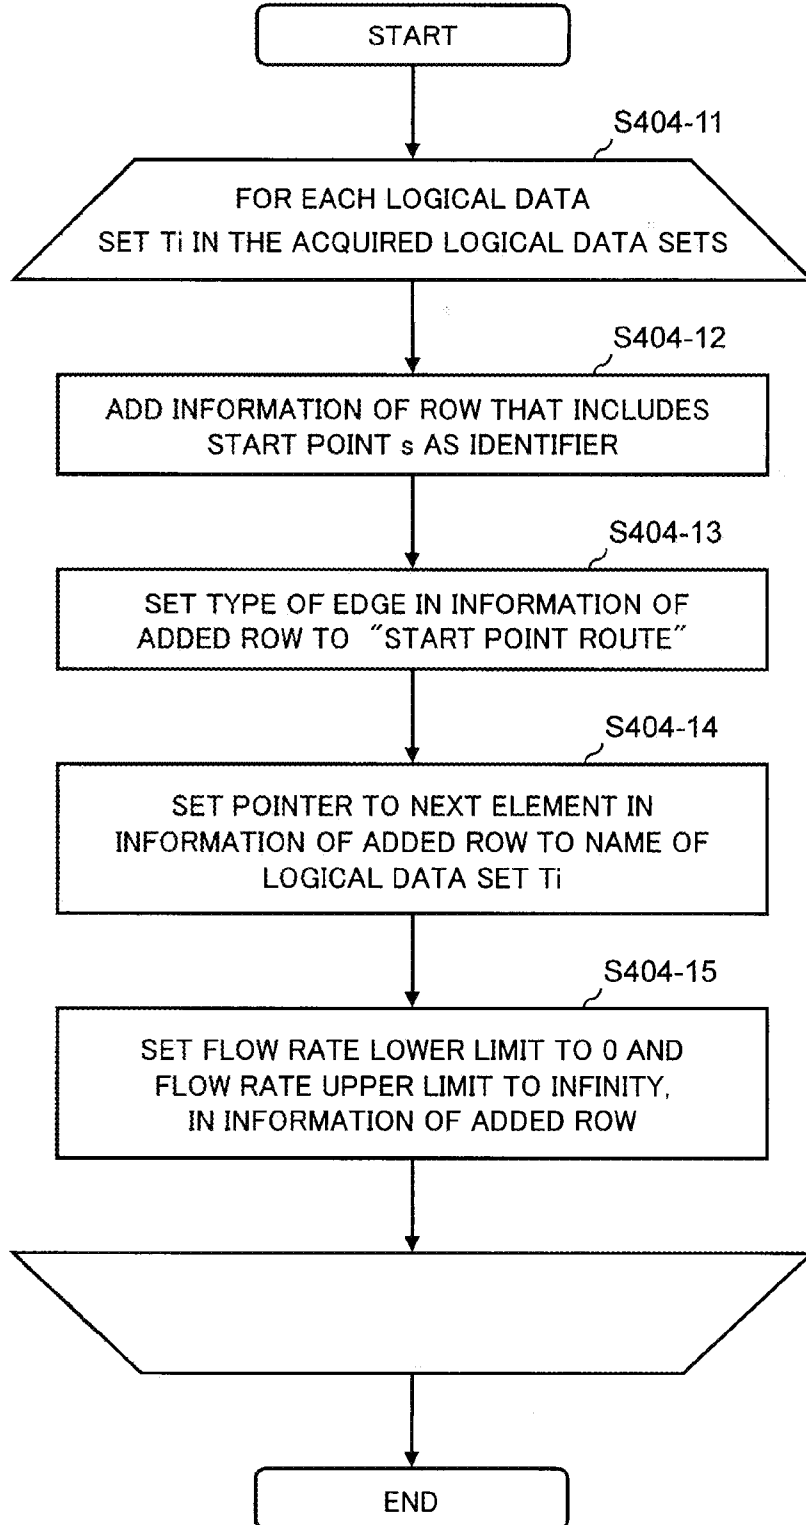 START
S404-11
FOR EACH LOGICAL DATA
SET Ti IN THE ACQUIRED LOGICAL DATA SETS
S404-12
ADD INFORMATION OF ROW THAT INCLUDES
START POINT s AS IDENTIFIER
S404-13
SET TYPE OF EDGE IN INFORMATION OF
ADDED ROW TO "START POINT ROUTE"
S404-14
SET POINTER TO NEXT ELEMENT IN
INFORMATION OF ADDED ROW TO NAME OF
LOGICAL DATA SET Ti
S404-15
SET FLOW RATE LOWER LIMIT TO 0 AND
FLOW RATE UPPER LIMIT TO INFINITY,
IN INFORMATION OF ADDED ROW
END